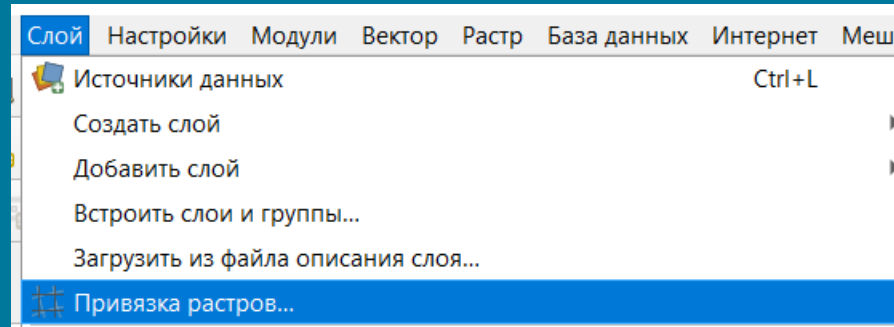 Слой Настройки Модули Вектор Растр База данных Интернет Меш
Источники данных Ctrl+L
Создать слой
Добавить слой
Встроить слои и группы...
Загрузить из файла описания слоя...
Привязка растров...